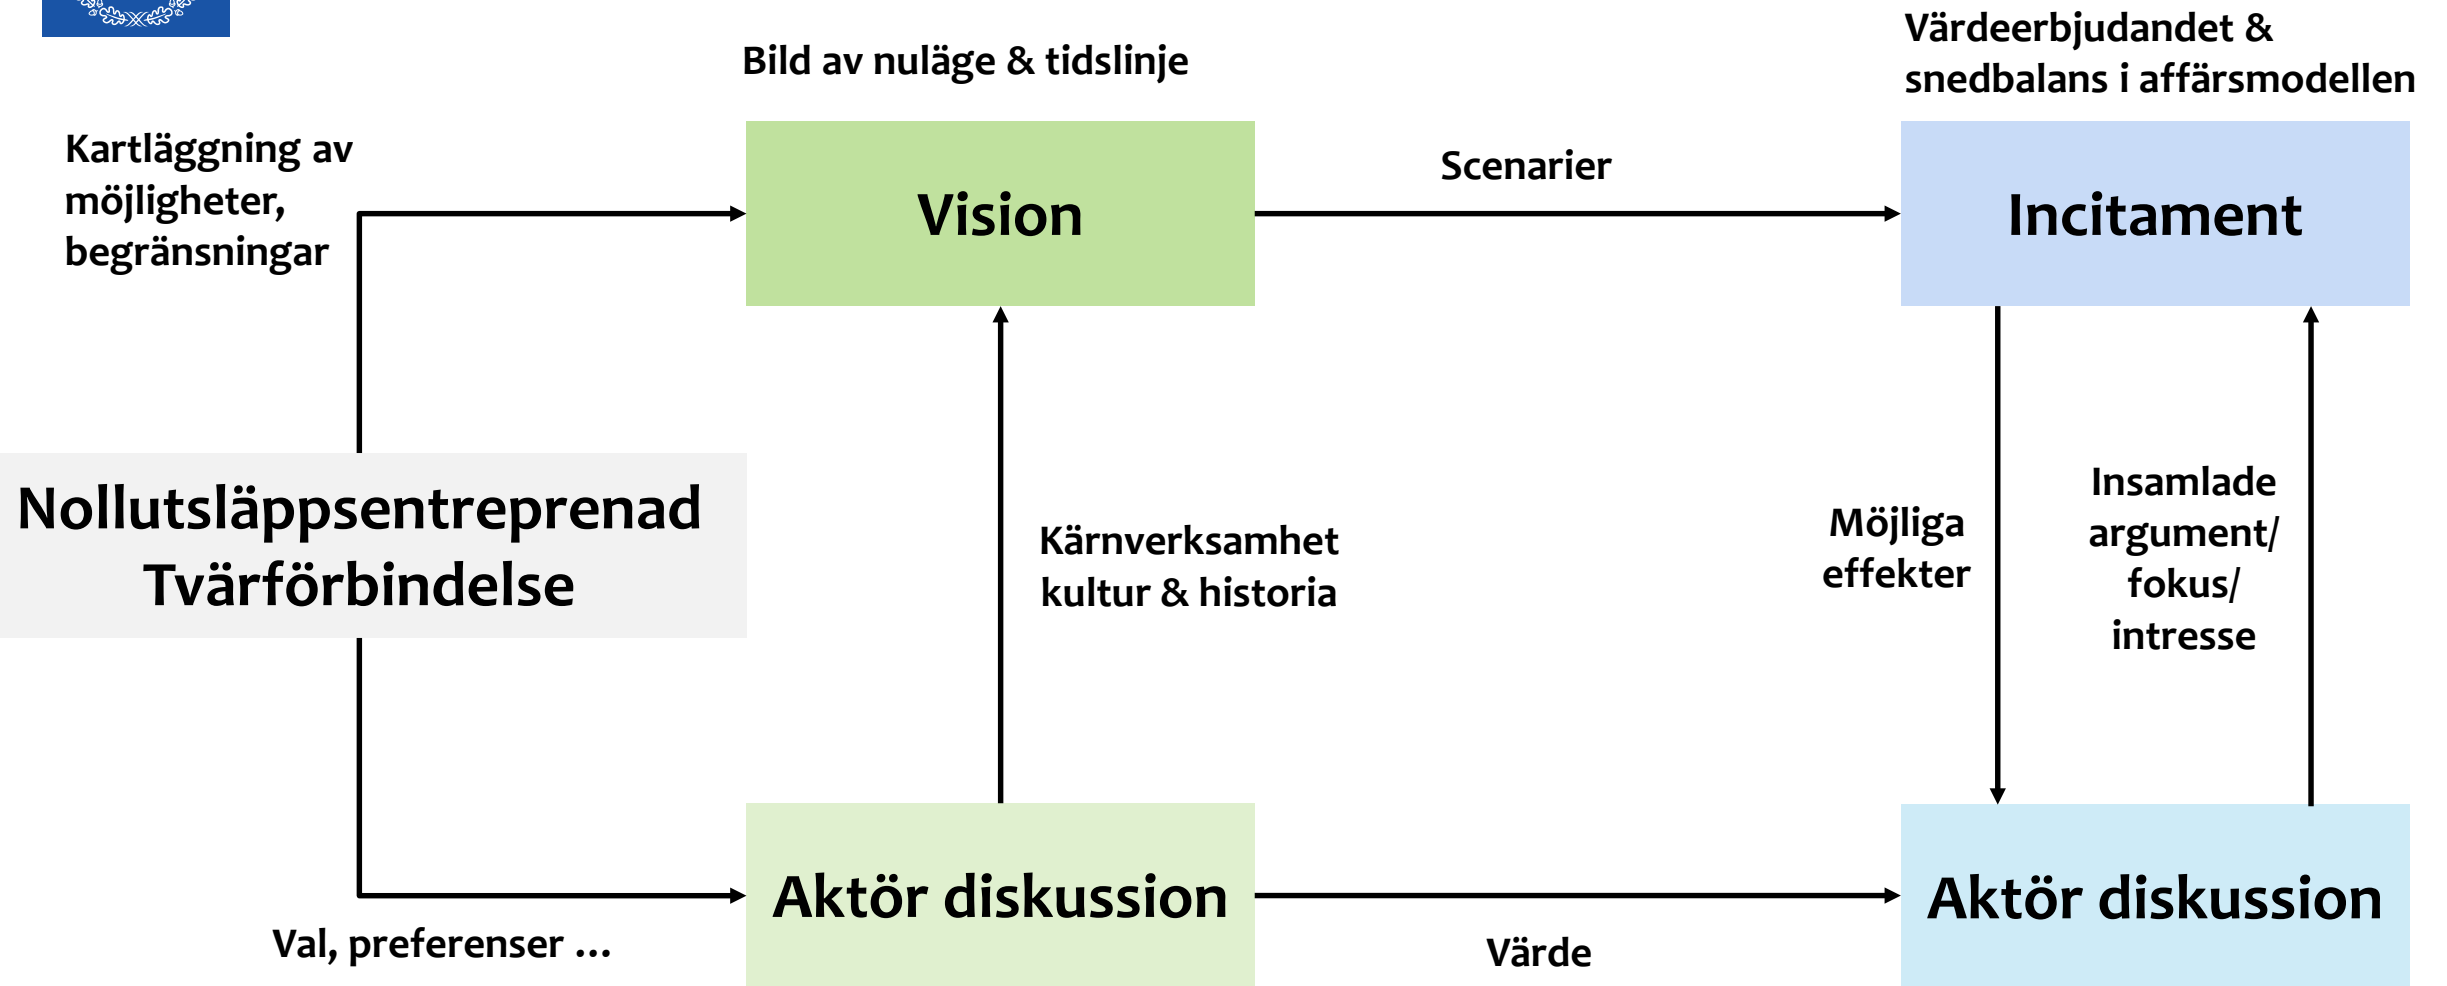 Bild av nuläge & tidslinje
Värdeerbjudandet &
snedbalans i affärsmodellen
Kartläggning av
möjligheter,
begränsningar
Vision
Scenarier
Incitament
Nollutsläppsentreprenad
Tvärförbindelse
Kärnverksamhet
kultur & historia
Möjliga
effekter
Insamlade
argument/
fokus/
intresse
Val, preferenser ...
Aktör diskussion
Värde
Aktör diskussion